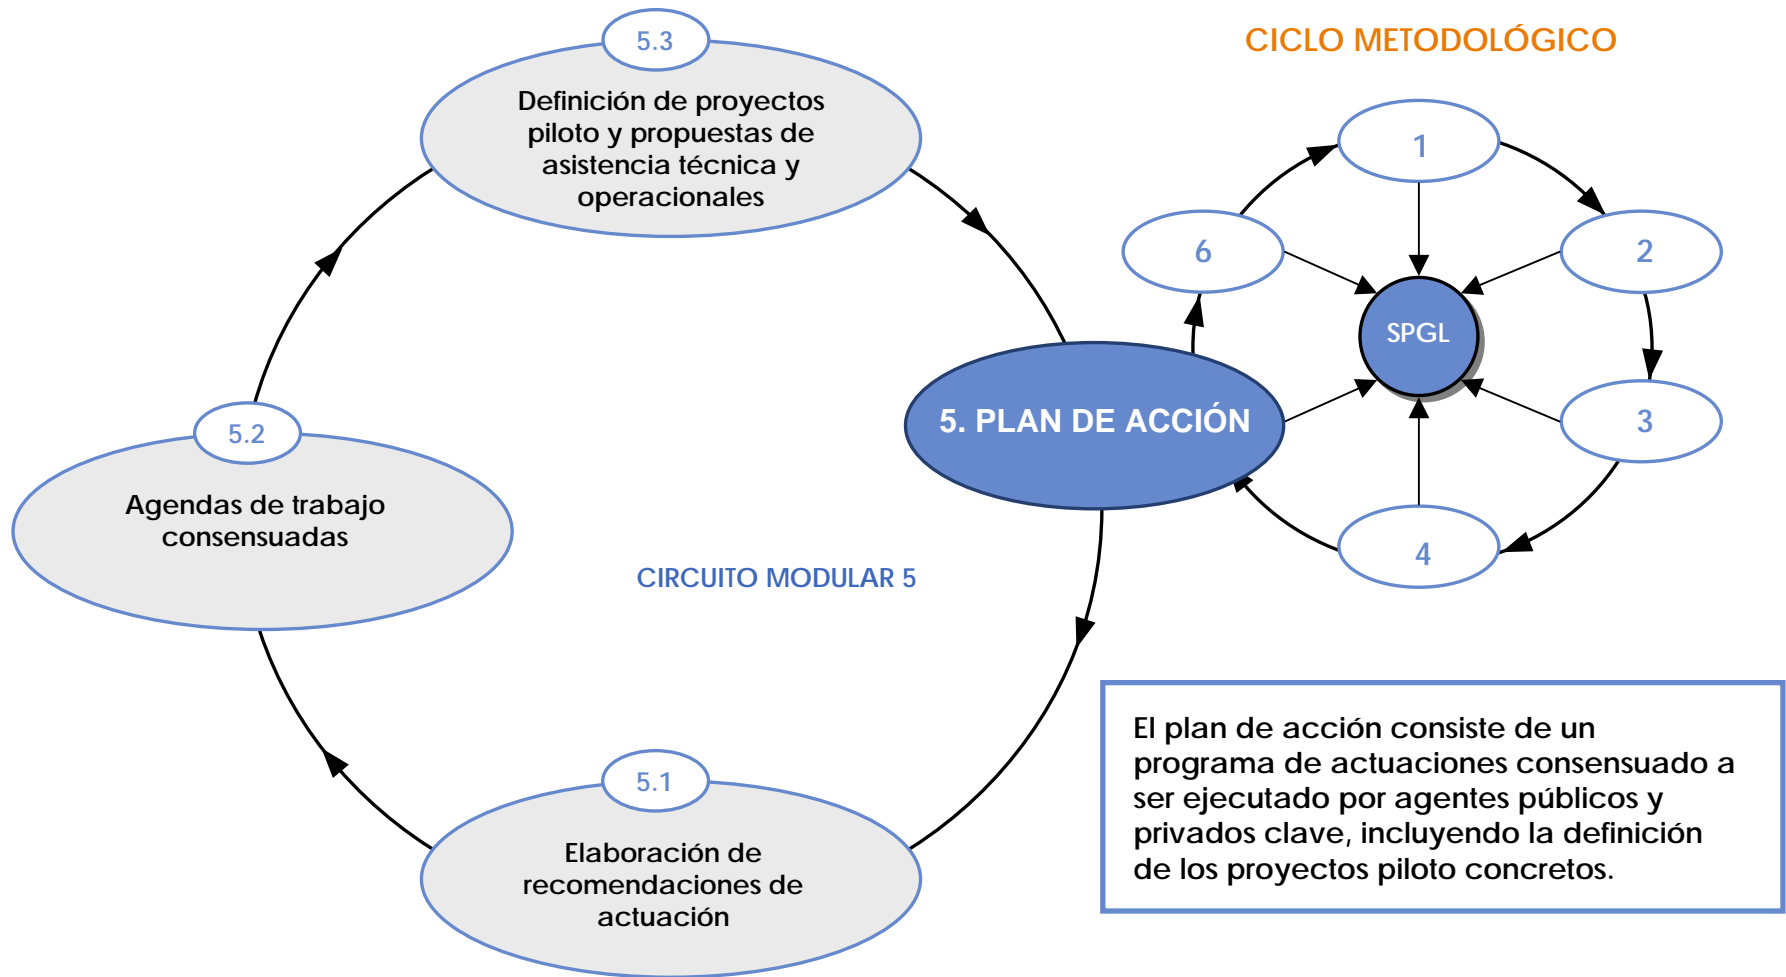 5.3
Definición de proyectos
piloto y propuestas de
asistencia técnica y
operacionales
CICLO METODOLÓGICO
1
2
3
4
6
SPGL
5. PLAN DE ACCIÓN
5.2
Agendas de trabajo
consensuadas
CIRCUITO MODULAR 5
5.1
Elaboración de
recomendaciones de
actuación
El plan de acción consiste de un
programa de actuaciones consensuado a
ser ejecutado por agentes públicos y
privados clave, incluyendo la definición
de los proyectos piloto concretos.